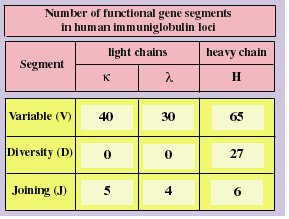 Number of functional gene segments
in human immuniglobulin loci
Segment
light chains
heavy chain
κ
λ
H
Variable (V) 40 30 65
Diversity (D) 0 0 27
Joining (J) 5 4 6